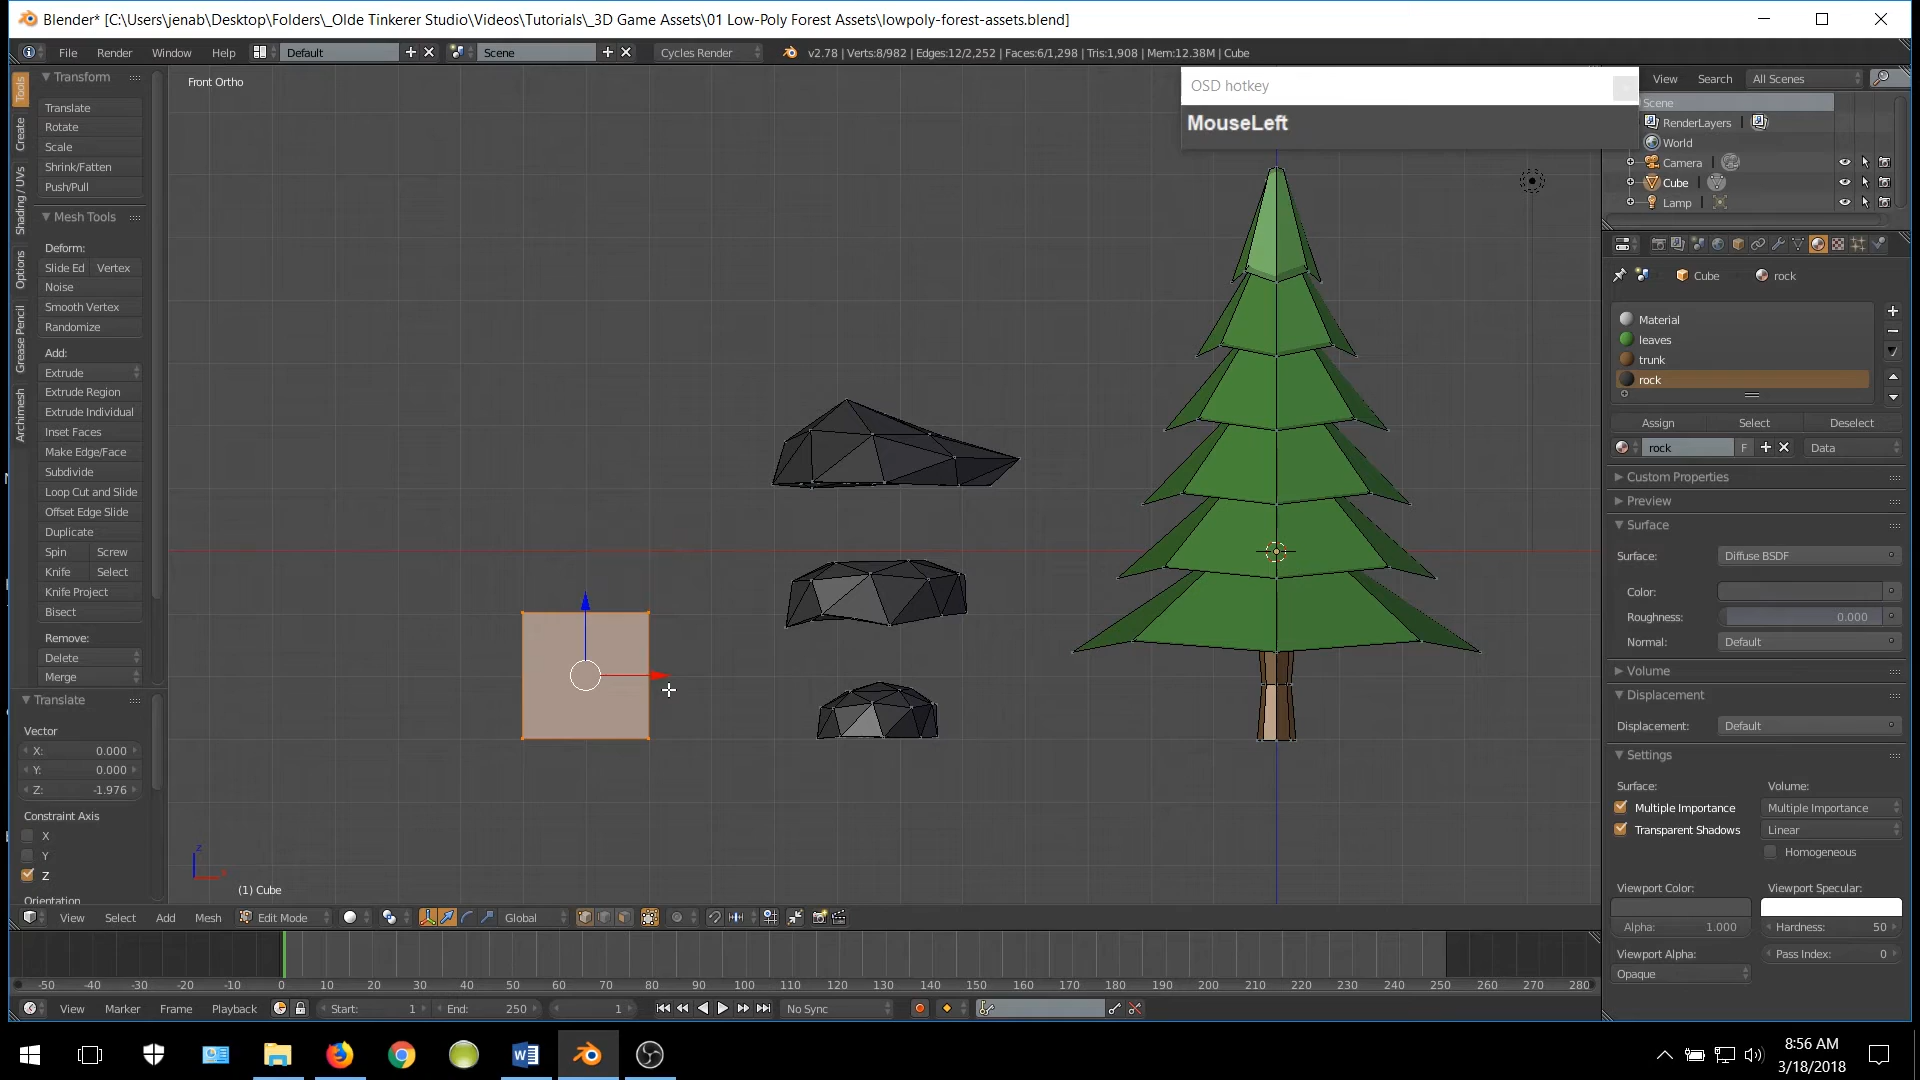 Blender* [C:\Users\jenab\Desktop\Folders\_Olde Tinkerer Studio\Videos\Tutorials\_3D Game Assets\01 Low-Poly Forest Assets\lowpoly-forest-assets.blend]
File Render Window Help Default Scene Cycles Render v2.78 | Verts:8/982 | Edges:12/2,252 | Faces:6/1,298 | Tris:1,908 | Mem:12.38M | Cube
Tools
Create
Shading / UVs
Options
Grease Pencil
Archimesh
Transform
Translate
Rotate
Scale
Shrink/Fatten
Push/Pull
Mesh Tools
Deform:
Slide Ed Vertex
Noise
Smooth Vertex
Randomize
Add:
Extrude
Extrude Region
Extrude Individual
Inset Faces
Make Edge/Face
Subdivide
Loop Cut and Slide
Offset Edge Slide
Duplicate
Spin Screw
Knife Select
Knife Project
Bisect
Remove:
Delete
Merge
Translate
Vector
X: 0.000
Y: 0.000
Z: -1.976
Constraint Axis
X
Y
Z
Orientation
Front Ortho
OSD hotkey
MouseLeft
z
(1) Cube
View Select Add Mesh Edit Mode Global
-50 -40 -30 -20 -10 0 10 20 30 40 50 60 70 80 90 100 110 120 130 140 150 160 170 180 190 200 210 220 230 240 250 260 270 280
View Marker Frame Playback Start: 1 End: 250 1 No Sync
View Search All Scenes
Scene
RenderLayers
World
Camera
Cube
Lamp
Cube rock
Material
leaves
trunk
rock
Assign Select Deselect
rock F Data
Custom Properties
Preview
Surface
Surface: Diffuse BSDF
Color:
Roughness: 0.000
Normal: Default
Volume
Displacement
Displacement: Default
Settings
Surface: Volume:
Multiple Importance Multiple Importance
Transparent Shadows Linear
Homogeneous
Viewport Color: Viewport Specular:
Alpha: 1.000 Hardness: 50
Viewport Alpha: Pass Index: 0
Opaque
8:56 AM
3/18/2018